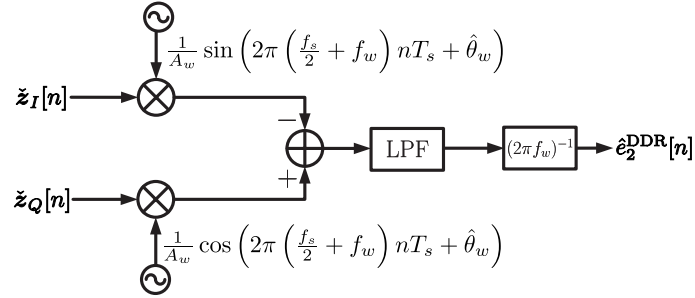 \frac{1}{A_w} \sin\left(2\pi\left(\frac{f_s}{2} + f_w\right) nT_s + \hat{\theta}_w\right)
\check{z}_I[n]
−
LPF
(2\pi f_w)^{-1}
\hat{e}_2^{DDR}[n]
+
\check{z}_Q[n]
\frac{1}{A_w} \cos\left(2\pi\left(\frac{f_s}{2} + f_w\right) nT_s + \hat{\theta}_w\right)